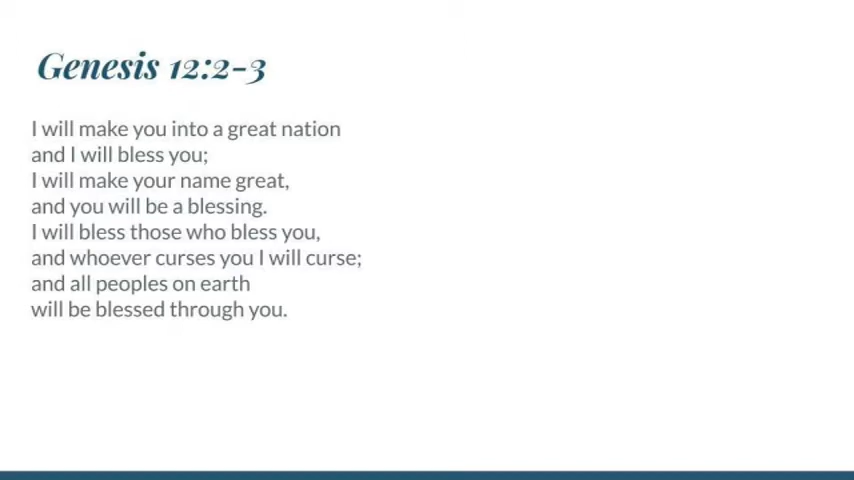 Genesis 12:2-3
I will make you into a great nation
and I will bless you;
I will make your name great,
and you will be a blessing.
I will bless those who bless you,
and whoever curses you I will curse;
and all peoples on earth
will be blessed through you.